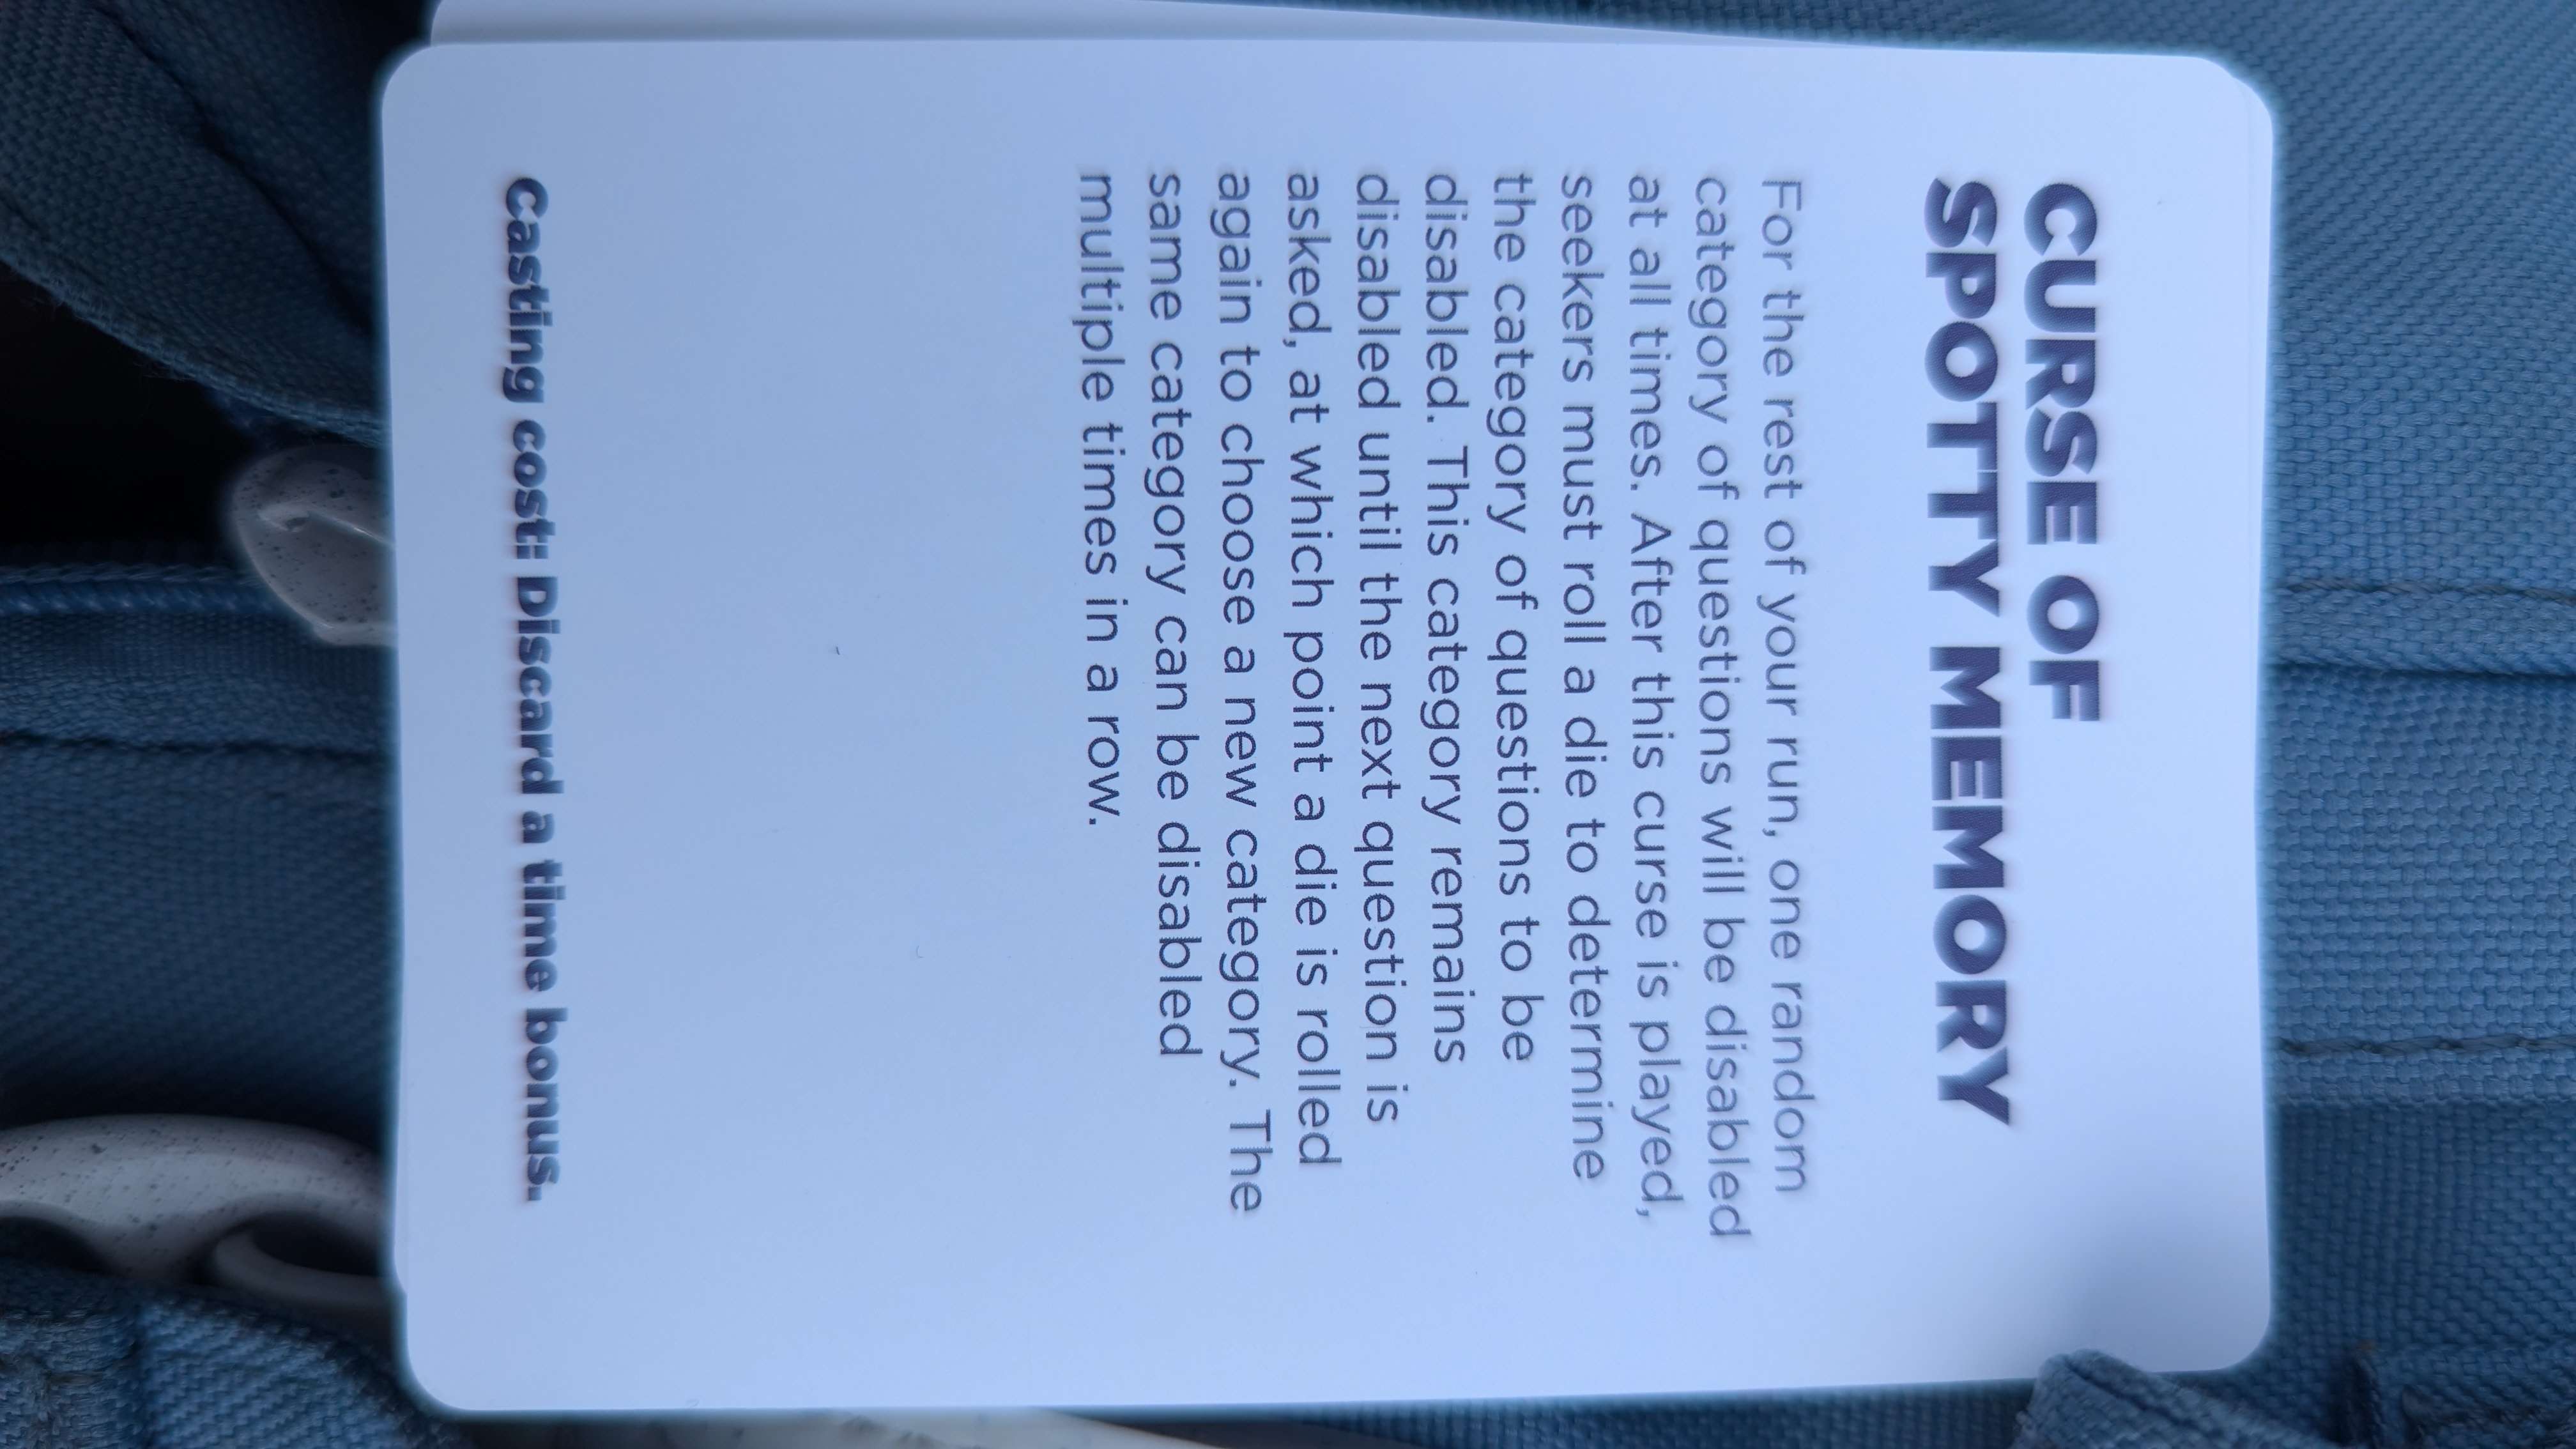 CURSE OF
SPOTTY MEMORY
For the rest of your run, one random
category of questions will be disabled
at all times. After this curse is played,
seekers must roll a die to determine
the category of questions to be
disabled. This category remains
disabled until the next question is
asked, at which point a die is rolled
again to choose a new category. The
same category can be disabled
multiple times in a row.
Casting cost: Discard a time bonus.